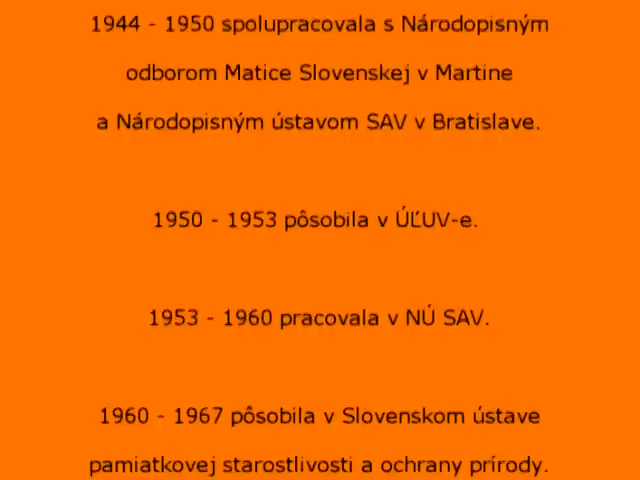 1944 - 1950 spolupracovala s Národopisným
odborom Matice Slovenskej v Martine
a Národopisným ústavom SAV v Bratislave.
1950 - 1953 pôsobila v ÚĽUV-e.
1953 - 1960 pracovala v NÚ SAV.
1960 - 1967 pôsobila v Slovenskom ústave
pamiatkovej starostlivosti a ochrany prírody.